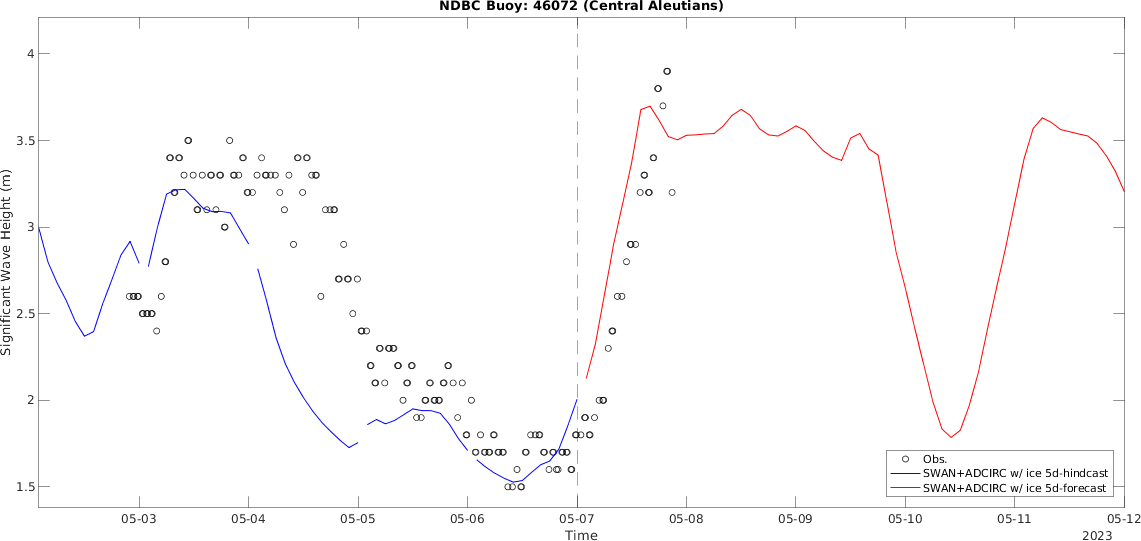 NDBC Buoy: 46072 (Central Aleutians)
Significant Wave Height (m)
4
3.5
3
2.5
2
1.5
Obs.
SWAN+ADCIRC w/ ice 5d-hindcast
SWAN+ADCIRC w/ ice 5d-forecast
05-03 05-04 05-05 05-06 05-07 05-08 05-09 05-10 05-11 05-12
Time
2023